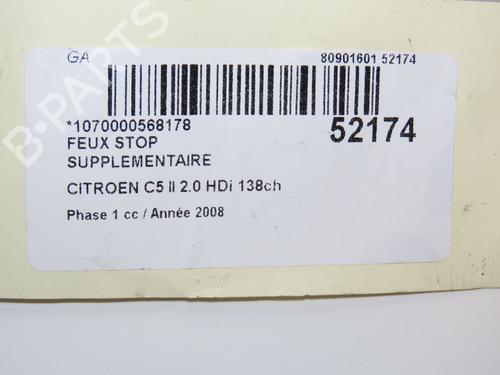 GA 80901601 52174
*1070000568178 52174
FEUX STOP
SUPPLEMENTAIRE
CITROEN C5 II 2.0 HDi 138ch
Phase 1 cc / Année 2008
B-PARTS